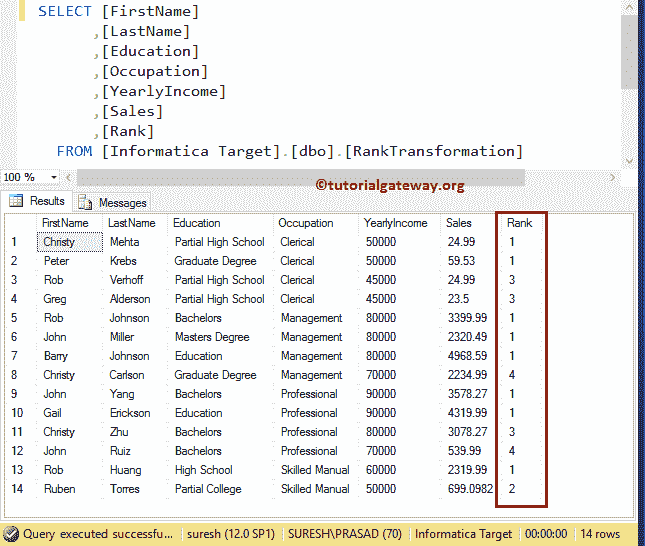 SELECT [FirstName]
,[LastName]
,[Education]
,[Occupation]
,[YearlyIncome]
,[Sales]
,[Rank]
FROM [Informatica Target].[dbo].[RankTransformation]
100 %
©tutorialgateway.org
Results Messages
FirstName LastName Education Occupation YearlyIncome Sales Rank
1 Christy Mehta Partial High School Clerical 50000 24.99 1
2 Peter Krebs Graduate Degree Clerical 50000 59.53 1
3 Rob Verhoff Partial High School Clerical 45000 24.99 3
4 Greg Alderson Partial High School Clerical 45000 23.5 3
5 Rob Johnson Bachelors Management 80000 3399.99 1
6 John Miller Masters Degree Management 80000 2320.49 1
7 Barry Johnson Education Management 80000 4968.59 1
8 Christy Carlson Graduate Degree Management 70000 2234.99 4
9 John Yang Bachelors Professional 90000 3578.27 1
10 Gail Erickson Education Professional 90000 4319.99 1
11 Christy Zhu Bachelors Professional 80000 3078.27 3
12 John Ruiz Bachelors Professional 70000 539.99 4
13 Rob Huang High School Skilled Manual 60000 2319.99 1
14 Ruben Torres Partial College Skilled Manual 50000 699.0982 2
Query executed successfu... suresh (12.0 SP1) SURESH\PRASAD (70) Informatica Target 00:00:00 14 rows